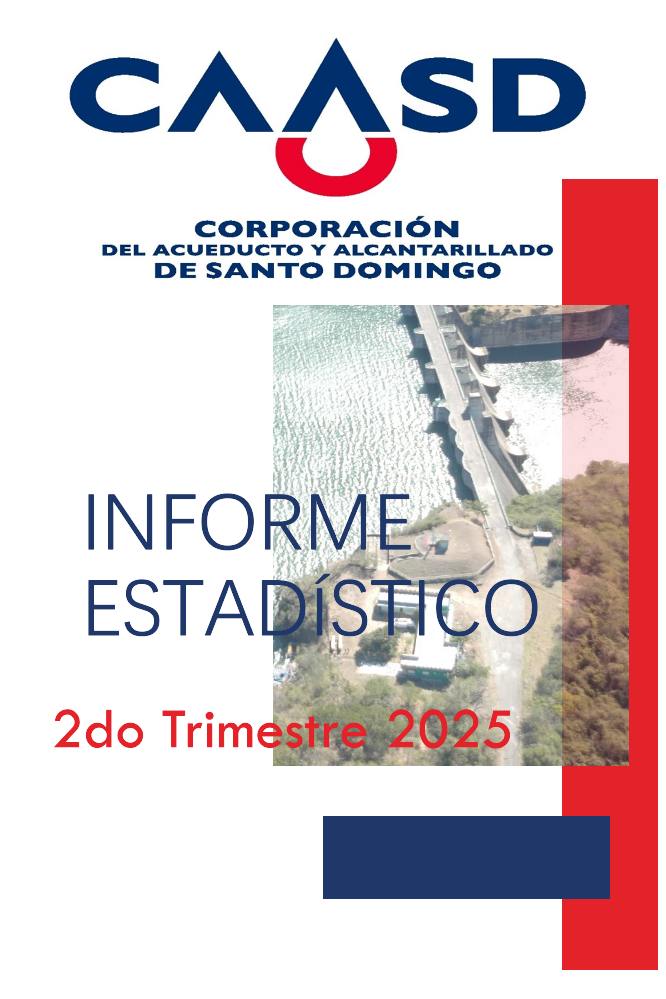 CAASD
CORPORACIÓN
DEL ACUEDUCTO Y ALCANTARILLADO
DE SANTO DOMINGO
INFORME
ESTADíSTICO
2do Trimestre 2025